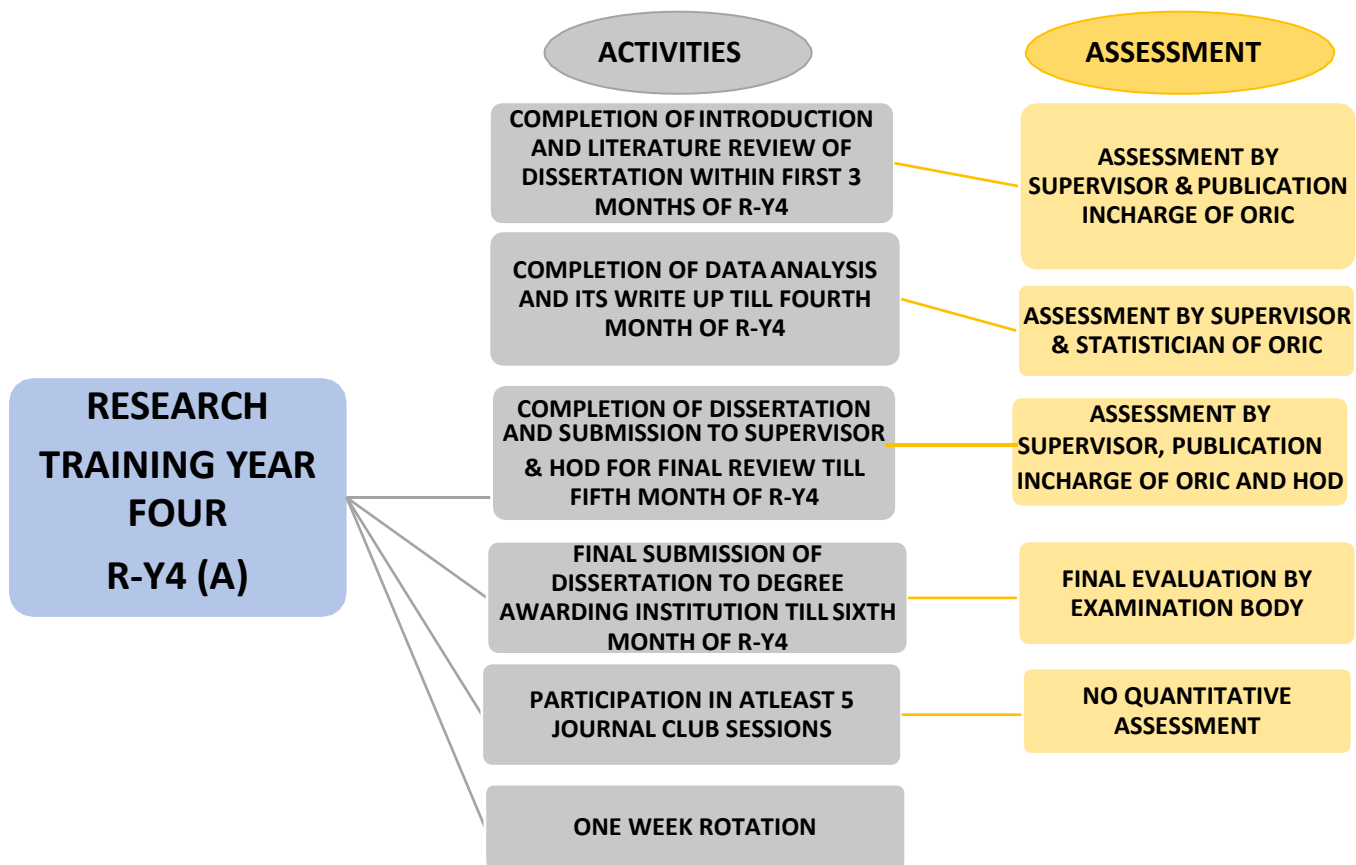 ACTIVITIES
ASSESSMENT
COMPLETION OF INTRODUCTION
AND LITERATURE REVIEW OF
DISSERTATION WITHIN FIRST 3
MONTHS OF R-Y4
ASSESSMENT BY
SUPERVISOR & PUBLICATION
INCHARGE OF ORIC
COMPLETION OF DATA ANALYSIS
AND ITS WRITE UP TILL FOURTH
MONTH OF R-Y4
ASSESSMENT BY SUPERVISOR
& STATISTICIAN OF ORIC
RESEARCH
TRAINING YEAR
FOUR
R-Y4 (A)
COMPLETION OF DISSERTATION
AND SUBMISSION TO SUPERVISOR
& HOD FOR FINAL REVIEW TILL
FIFTH MONTH OF R-Y4
ASSESSMENT BY
SUPERVISOR, PUBLICATION
INCHARGE OF ORIC AND HOD
FINAL SUBMISSION OF
DISSERTATION TO DEGREE
AWARDING INSTITUTION TILL SIXTH
MONTH OF R-Y4
FINAL EVALUATION BY
EXAMINATION BODY
PARTICIPATION IN ATLEAST 5
JOURNAL CLUB SESSIONS
NO QUANTITATIVE
ASSESSMENT
ONE WEEK ROTATION